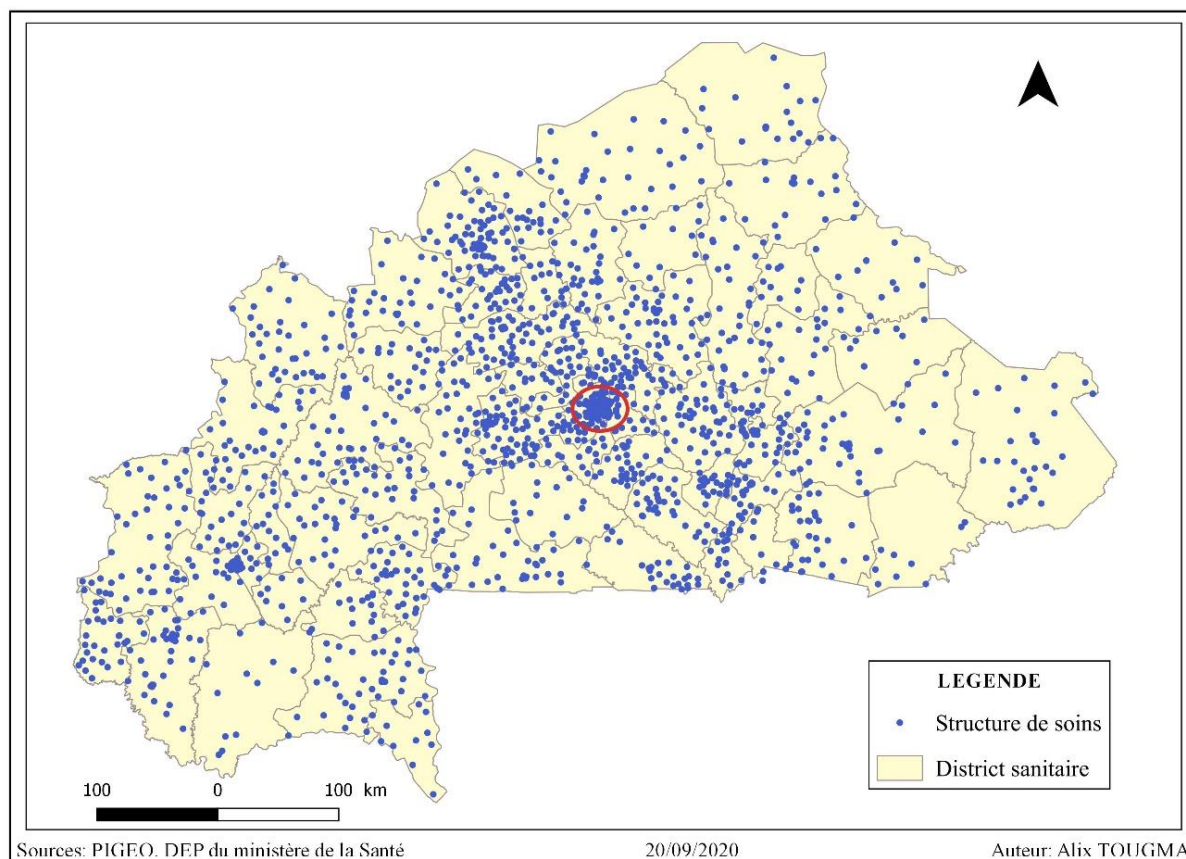 LEGENDE
Structure de soins
District sanitaire
100 0 100 km
Sources: PIGEO, DEP du ministère de la Santé 20/09/2020 Auteur: Alix TOUGMA